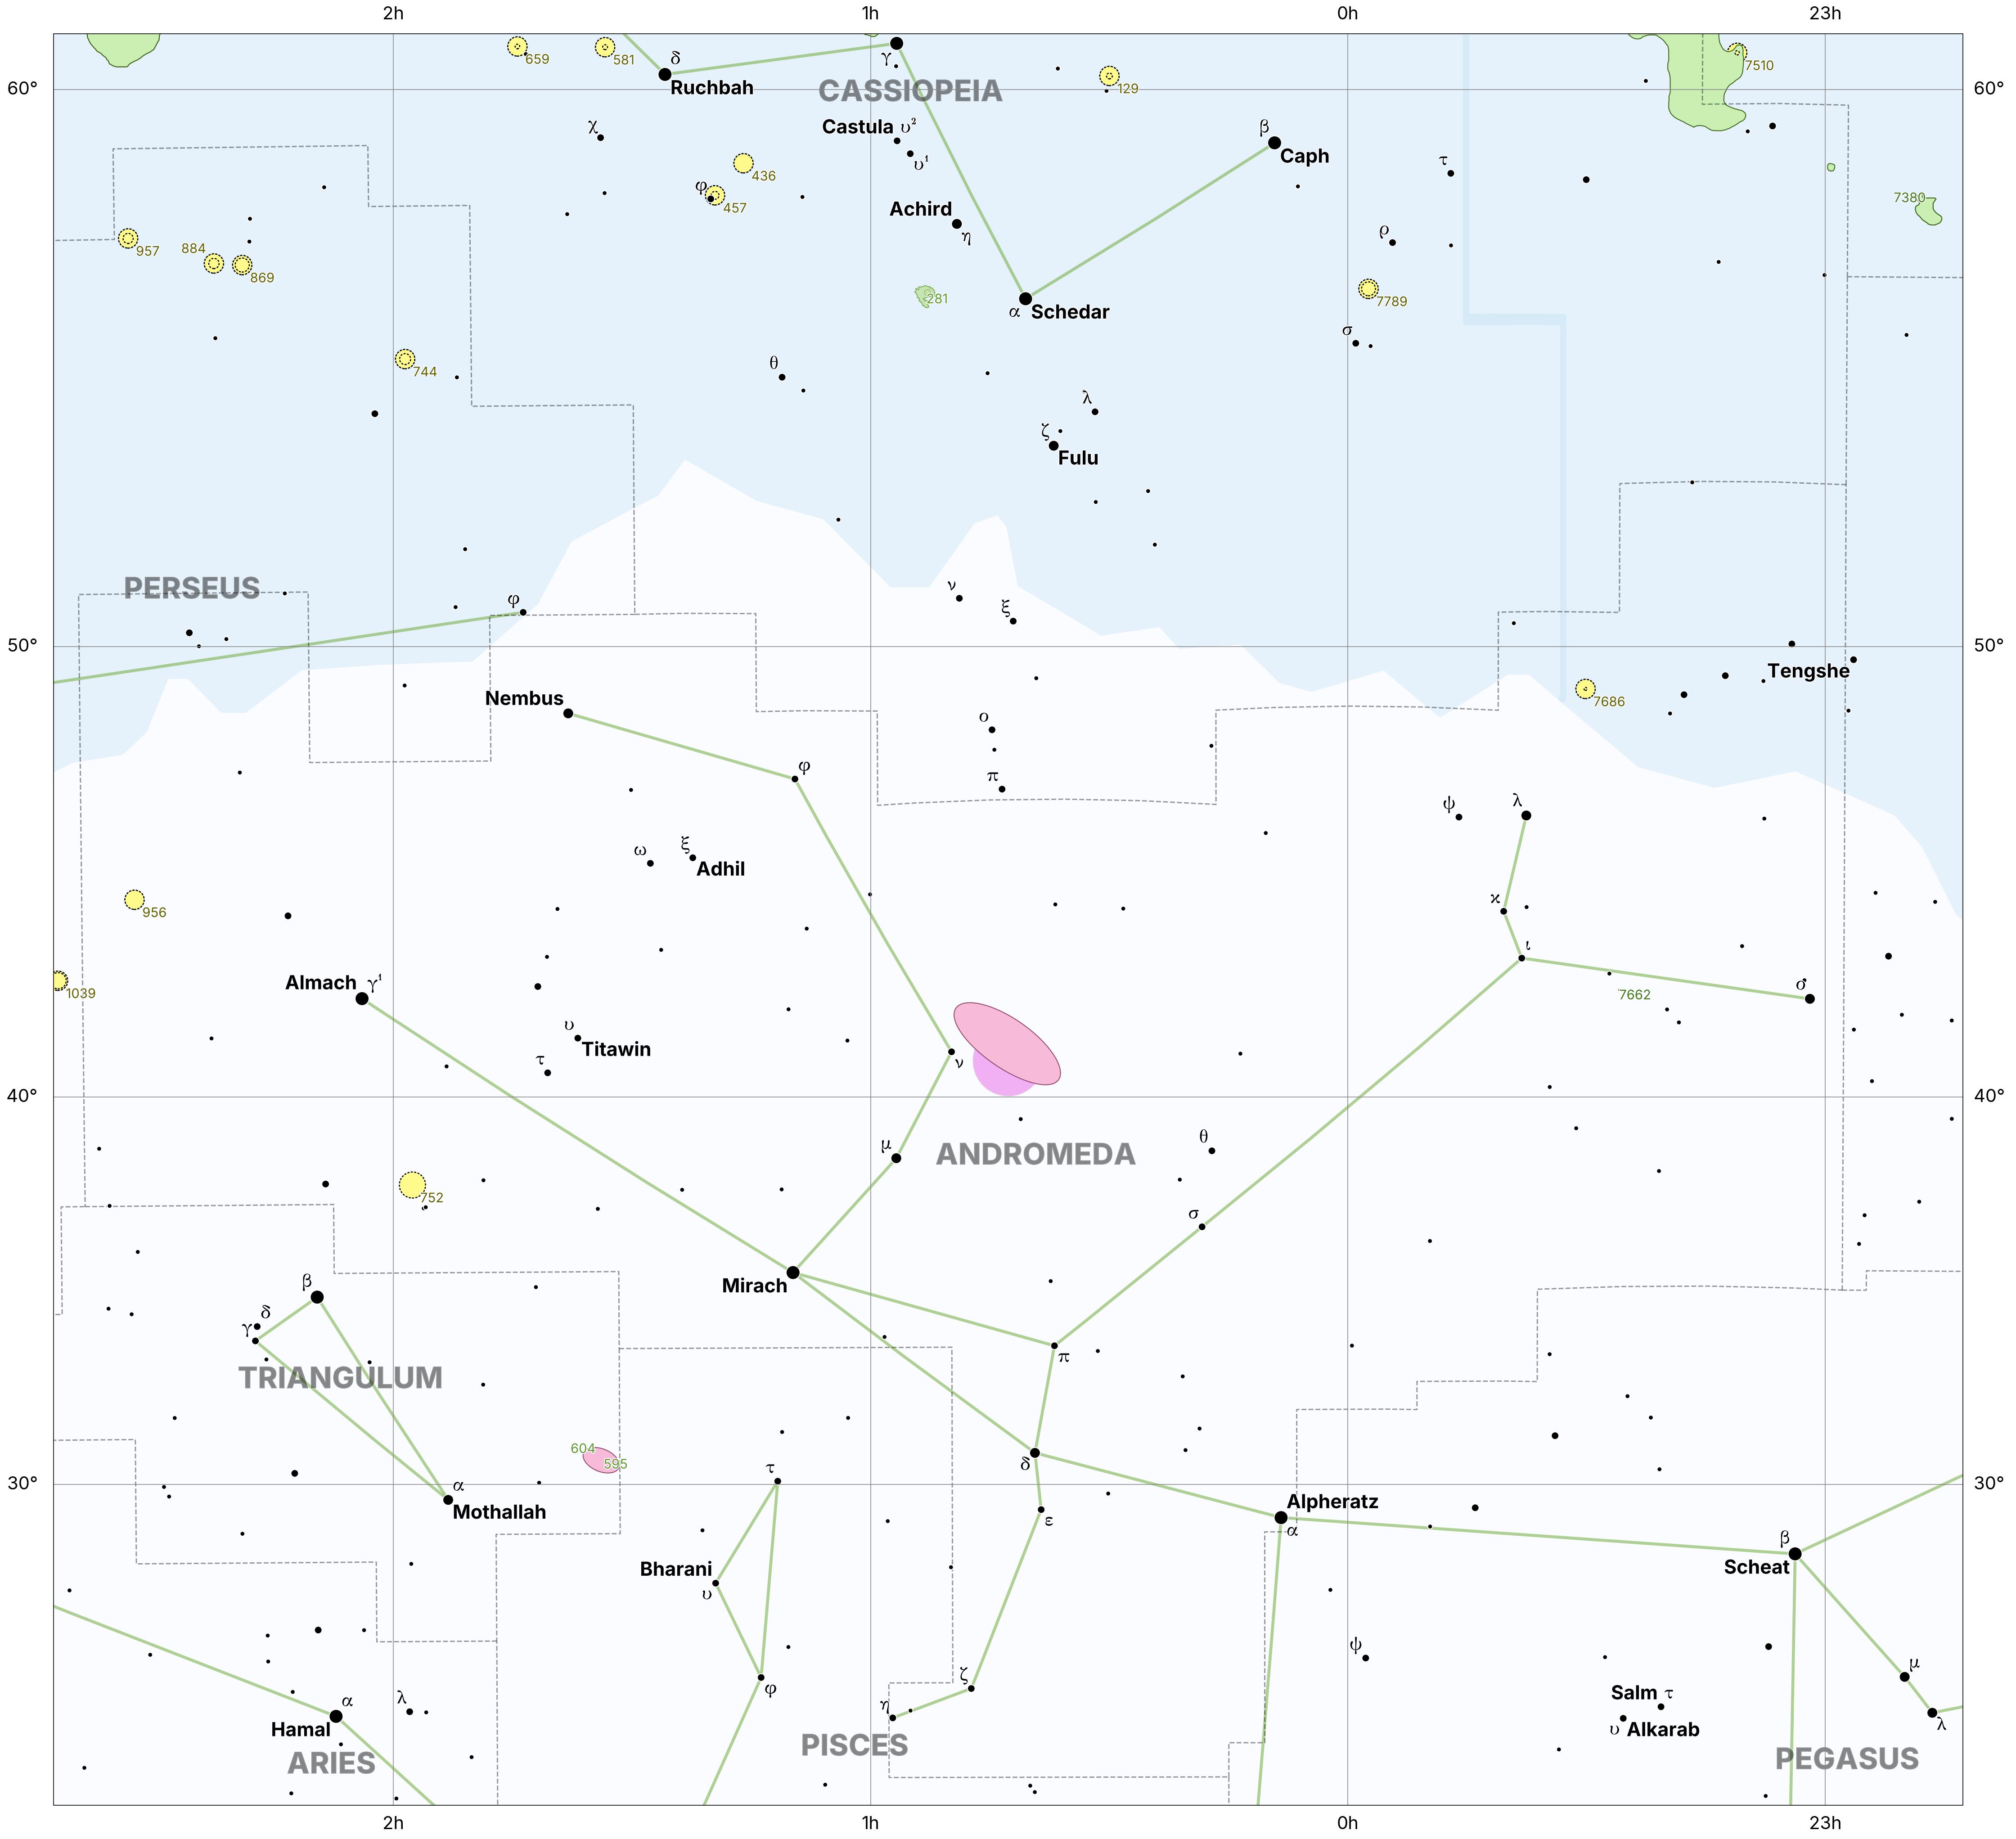 2h 1h 0h 23h
659 581 δ Ruchbah γ 129 7510
60° CASSIOPEIA 60°
χ Castula υ² υ¹ β Caph τ
436
φ 457 Achird η 7380
957 884 869 ρ
281 α Schedar 7789
σ
744 θ
λ
ζ Fulu
PERSEUS φ ν ξ
50° 50°
Tengshe
Nembus 7686
ο
φ π
ψ λ
ω ξ Adhil
956 ϰ
ι
Almach γ¹ 1039 7662 ο
υ Titawin
τ ν
40° 40°
μ ANDROMEDA θ
752
σ
Mirach
β
δ γ π
TRIANGULUM
604 595 δ
τ
30° 30°
α Mothallah Alpheratz α
ε
β Scheat
Bharani υ
ψ
φ ζ μ
α Hamal λ η Salm τ
υ Alkarab λ
ARIES PISCES PEGASUS
2h 1h 0h 23h